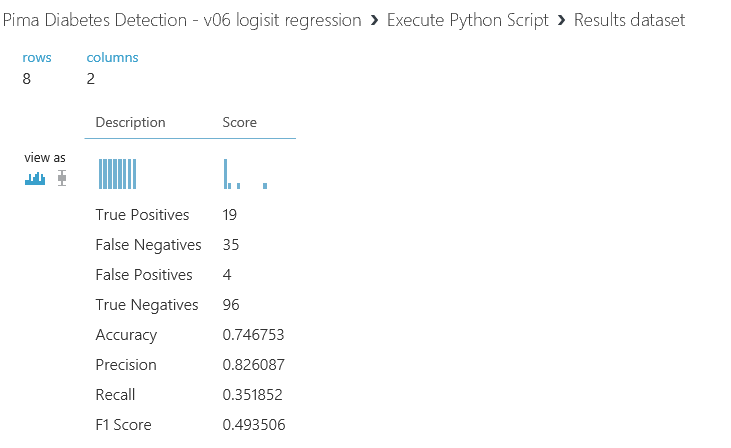 Pima Diabetes Detection - v06 logisit regression › Execute Python Script › Results dataset
rows columns
8 2
Description Score
view as
True Positives 19
False Negatives 35
False Positives 4
True Negatives 96
Accuracy 0.746753
Precision 0.826087
Recall 0.351852
F1 Score 0.493506